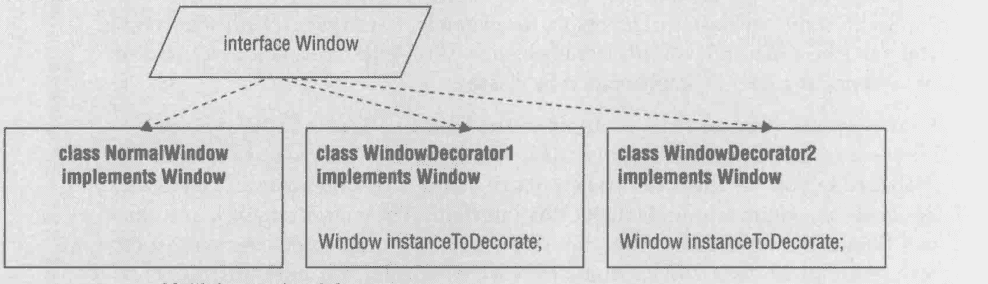 interface Window
class NormalWindow
implements Window
class WindowDecorator1
implements Window
Window instanceToDecorate;
class WindowDecorator2
implements Window
Window instanceToDecorate;